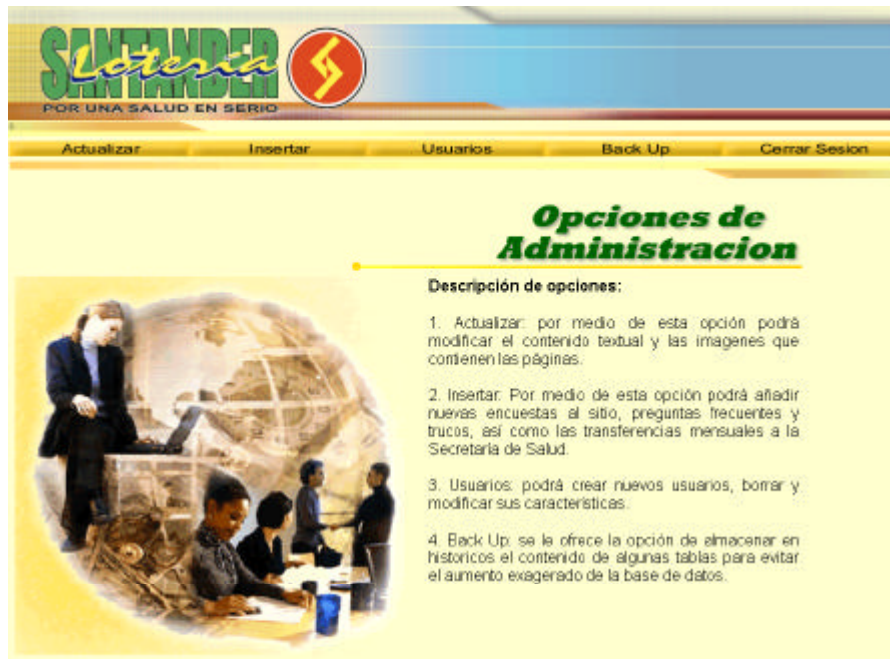 SANTANDER
Lotería
POR UNA SALUD EN SERIO
Actualizar Insertar Usuarios Back Up Cerrar Sesion
Opciones de
Administracion
Descripción de opciones:
1. Actualizar: por medio de esta opción podrá
modificar el contenido textual y las imagenes que
contienen las páginas.
2. Insertar: Por medio de esta opción podrá añadir
nuevas encuestas al sitio, preguntas frecuentes y
trucos, así como las transferencias mensuales a la
Secretaría de Salud.
3. Usuarios: podrá crear nuevos usuarios, borrar y
modificar sus características.
4. Back Up: se le ofrece la opción de almacenar en
historicos el contenido de algunas tablas para evitar
el aumento exagerado de la base de datos.